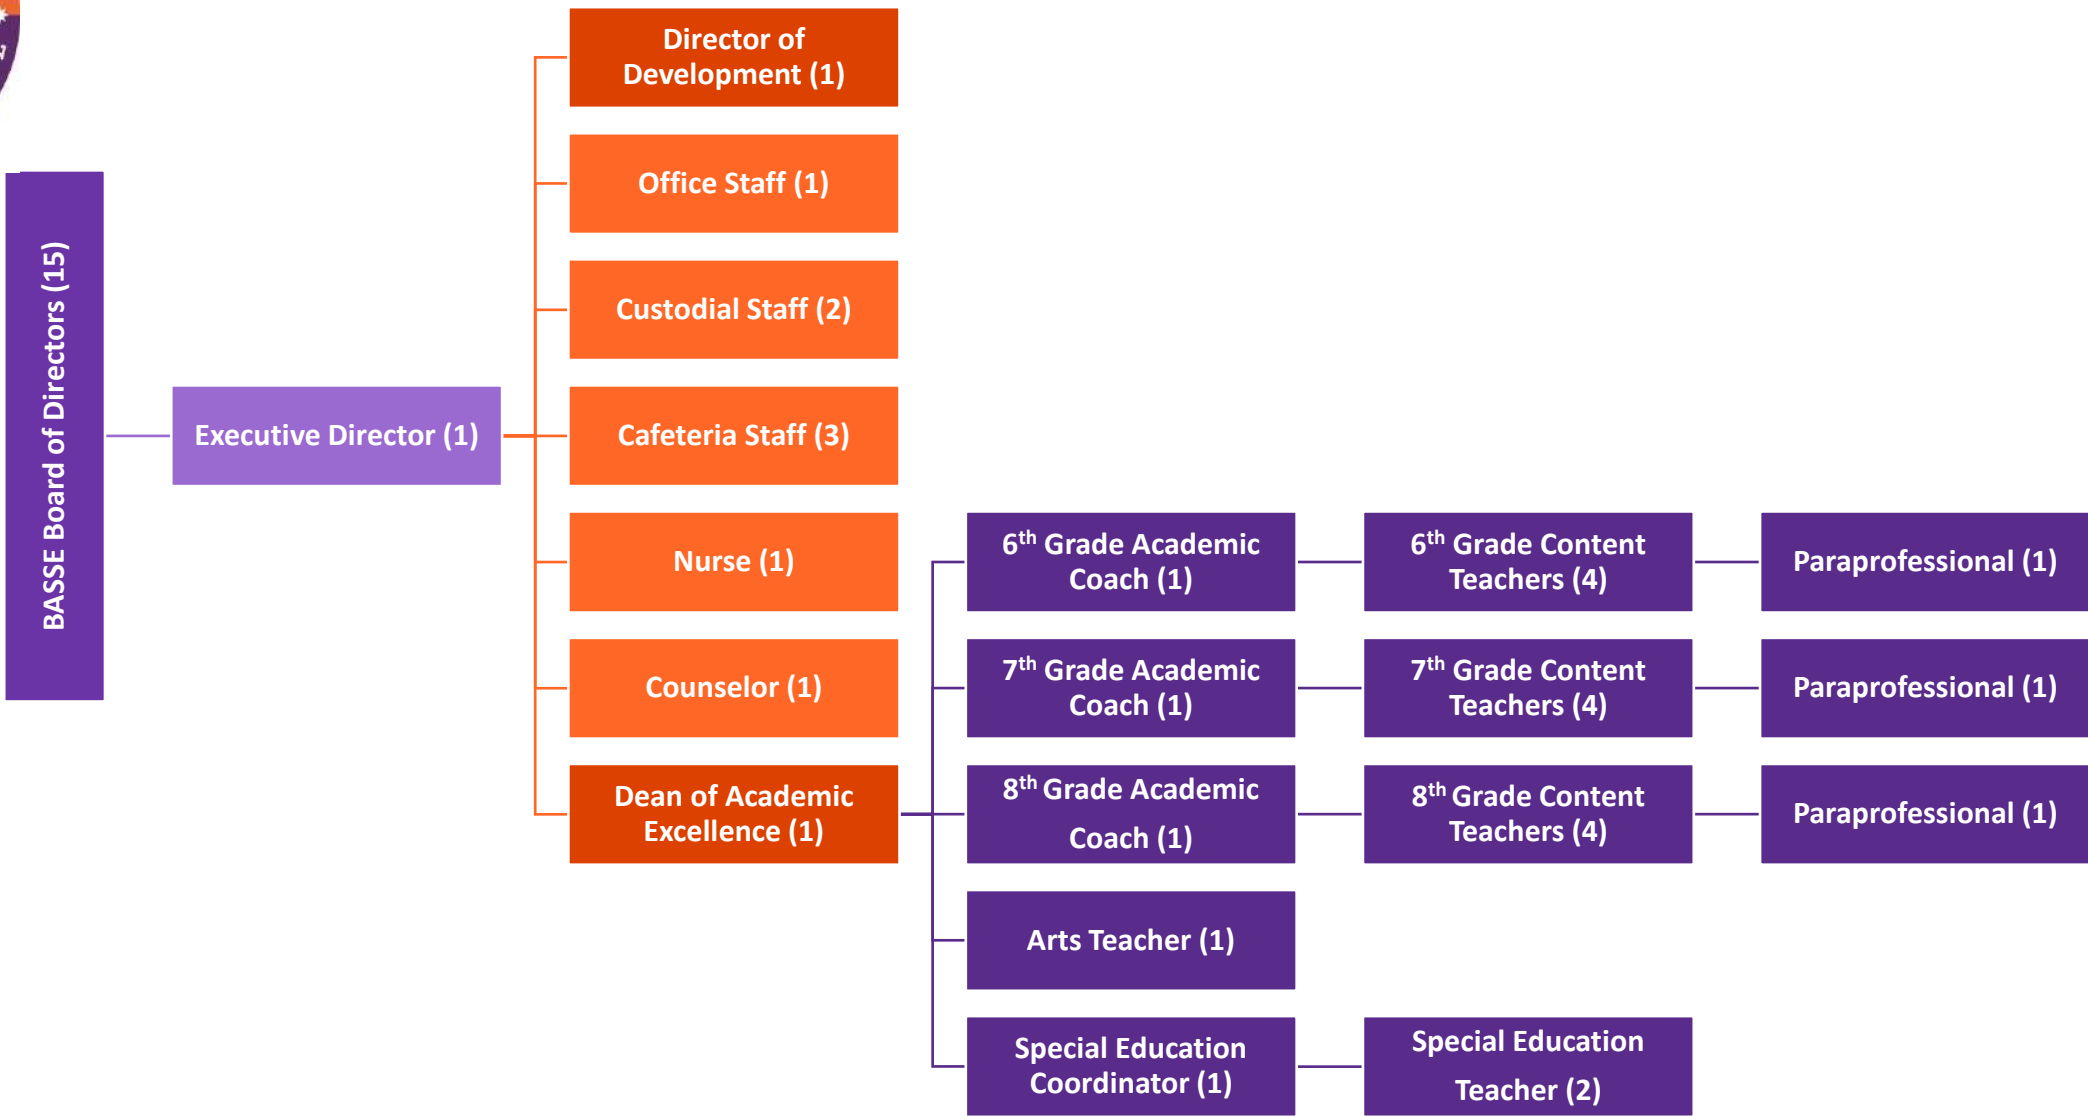 BASSE Board of Directors (15)
Executive Director (1)
Director of
Development (1)
Office Staff (1)
Custodial Staff (2)
Cafeteria Staff (3)
Nurse (1)
Counselor (1)
Dean of Academic
Excellence (1)
6th Grade Academic
Coach (1)
6th Grade Content
Teachers (4)
Paraprofessional (1)
7th Grade Academic
Coach (1)
7th Grade Content
Teachers (4)
Paraprofessional (1)
8th Grade Academic
Coach (1)
8th Grade Content
Teachers (4)
Paraprofessional (1)
Arts Teacher (1)
Special Education
Coordinator (1)
Special Education
Teacher (2)